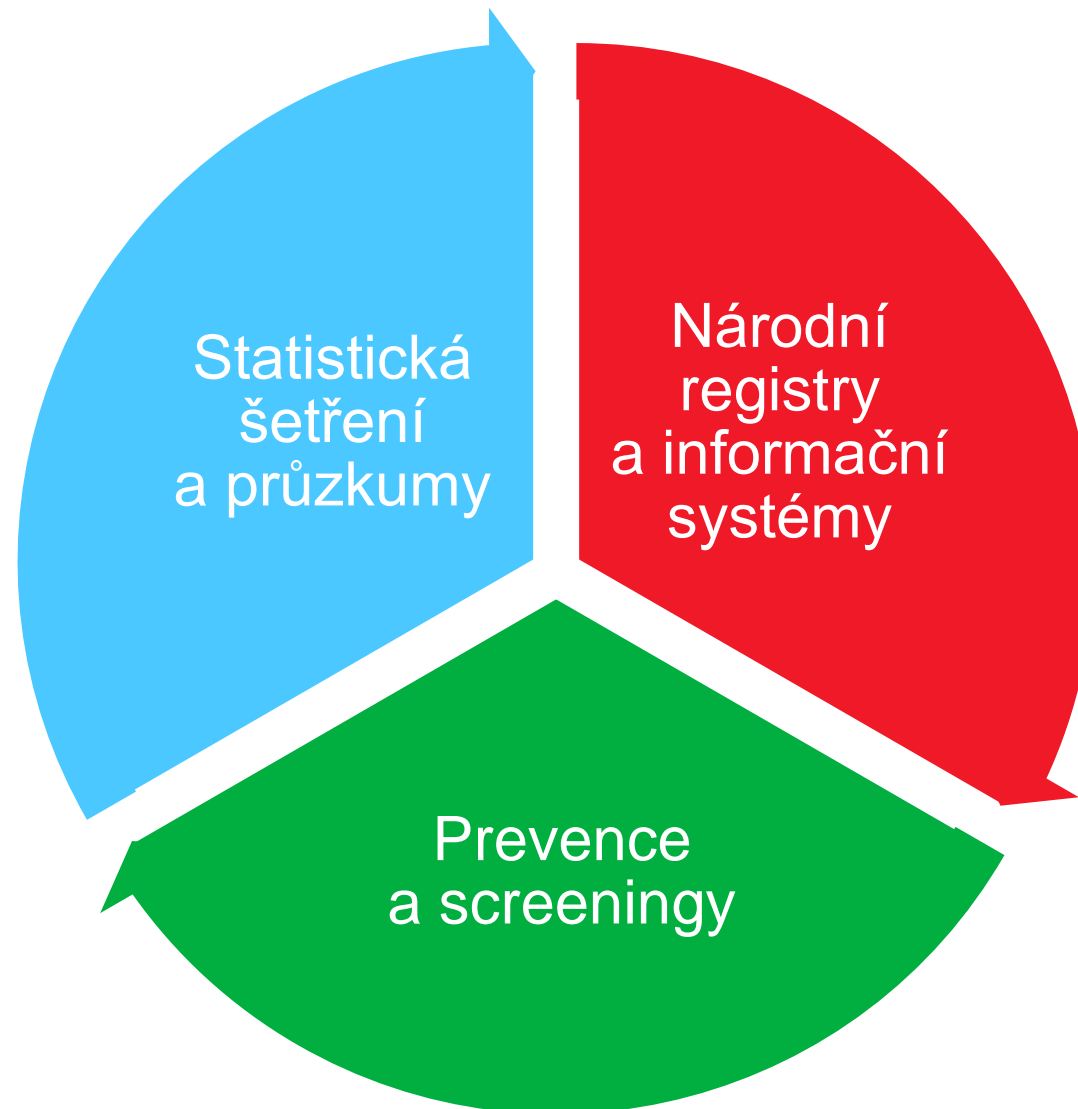 Statistická
šetření
a průzkumy
Národní
registry
a informační
systémy
Prevence
a screeningy